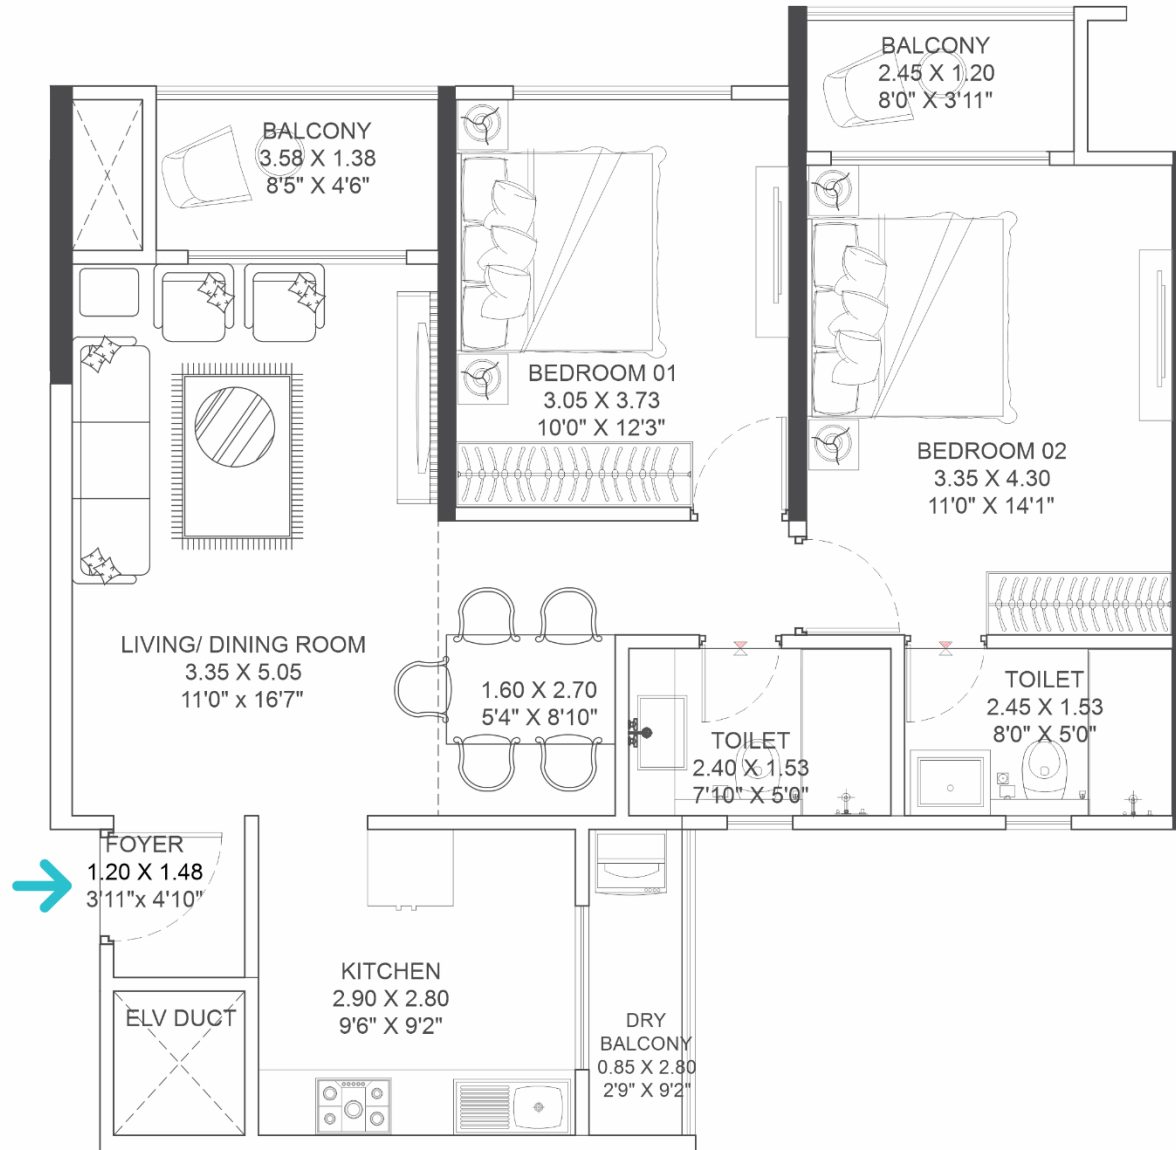 BALCONY
2.45 X 1.20
8'0" X 3'11"
BALCONY
3.58 X 1.38
8'5" X 4'6"
BEDROOM 01
3.05 X 3.73
10'0" X 12'3"
BEDROOM 02
3.35 X 4.30
11'0" X 14'1"
LIVING/ DINING ROOM
3.35 X 5.05
11'0" x 16'7"
1.60 X 2.70
5'4" X 8'10"
TOILET
2.40 X 1.53
7'10" X 5'0"
TOILET
2.45 X 1.53
8'0" X 5'0"
FOYER
1.20 X 1.48
3'11"x 4'10"
KITCHEN
2.90 X 2.80
9'6" X 9'2"
ELV DUCT
DRY
BALCONY
0.85 X 2.80
2'9" X 9'2"